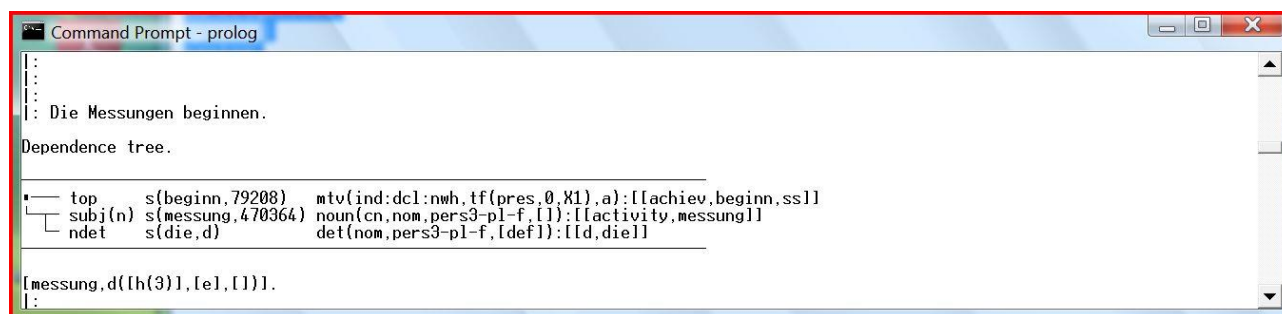 Command Prompt - prolog
|:
|:
|:
|: Die Messungen beginnen.
Dependence tree.
top s(beginn,79208) mtv(ind:dcl:nwh,tf(pres,0,X1),a):[[achiev,beginn,ss]]
subj(n) s(messung,470364) noun(cn,nom,pers3-pl-f,[]):[[activity,messung]]
ndet s(die,d) det(nom,pers3-pl-f,[def]):[[d,die]]
[messung,d([h(3)],[e],[])].
|: